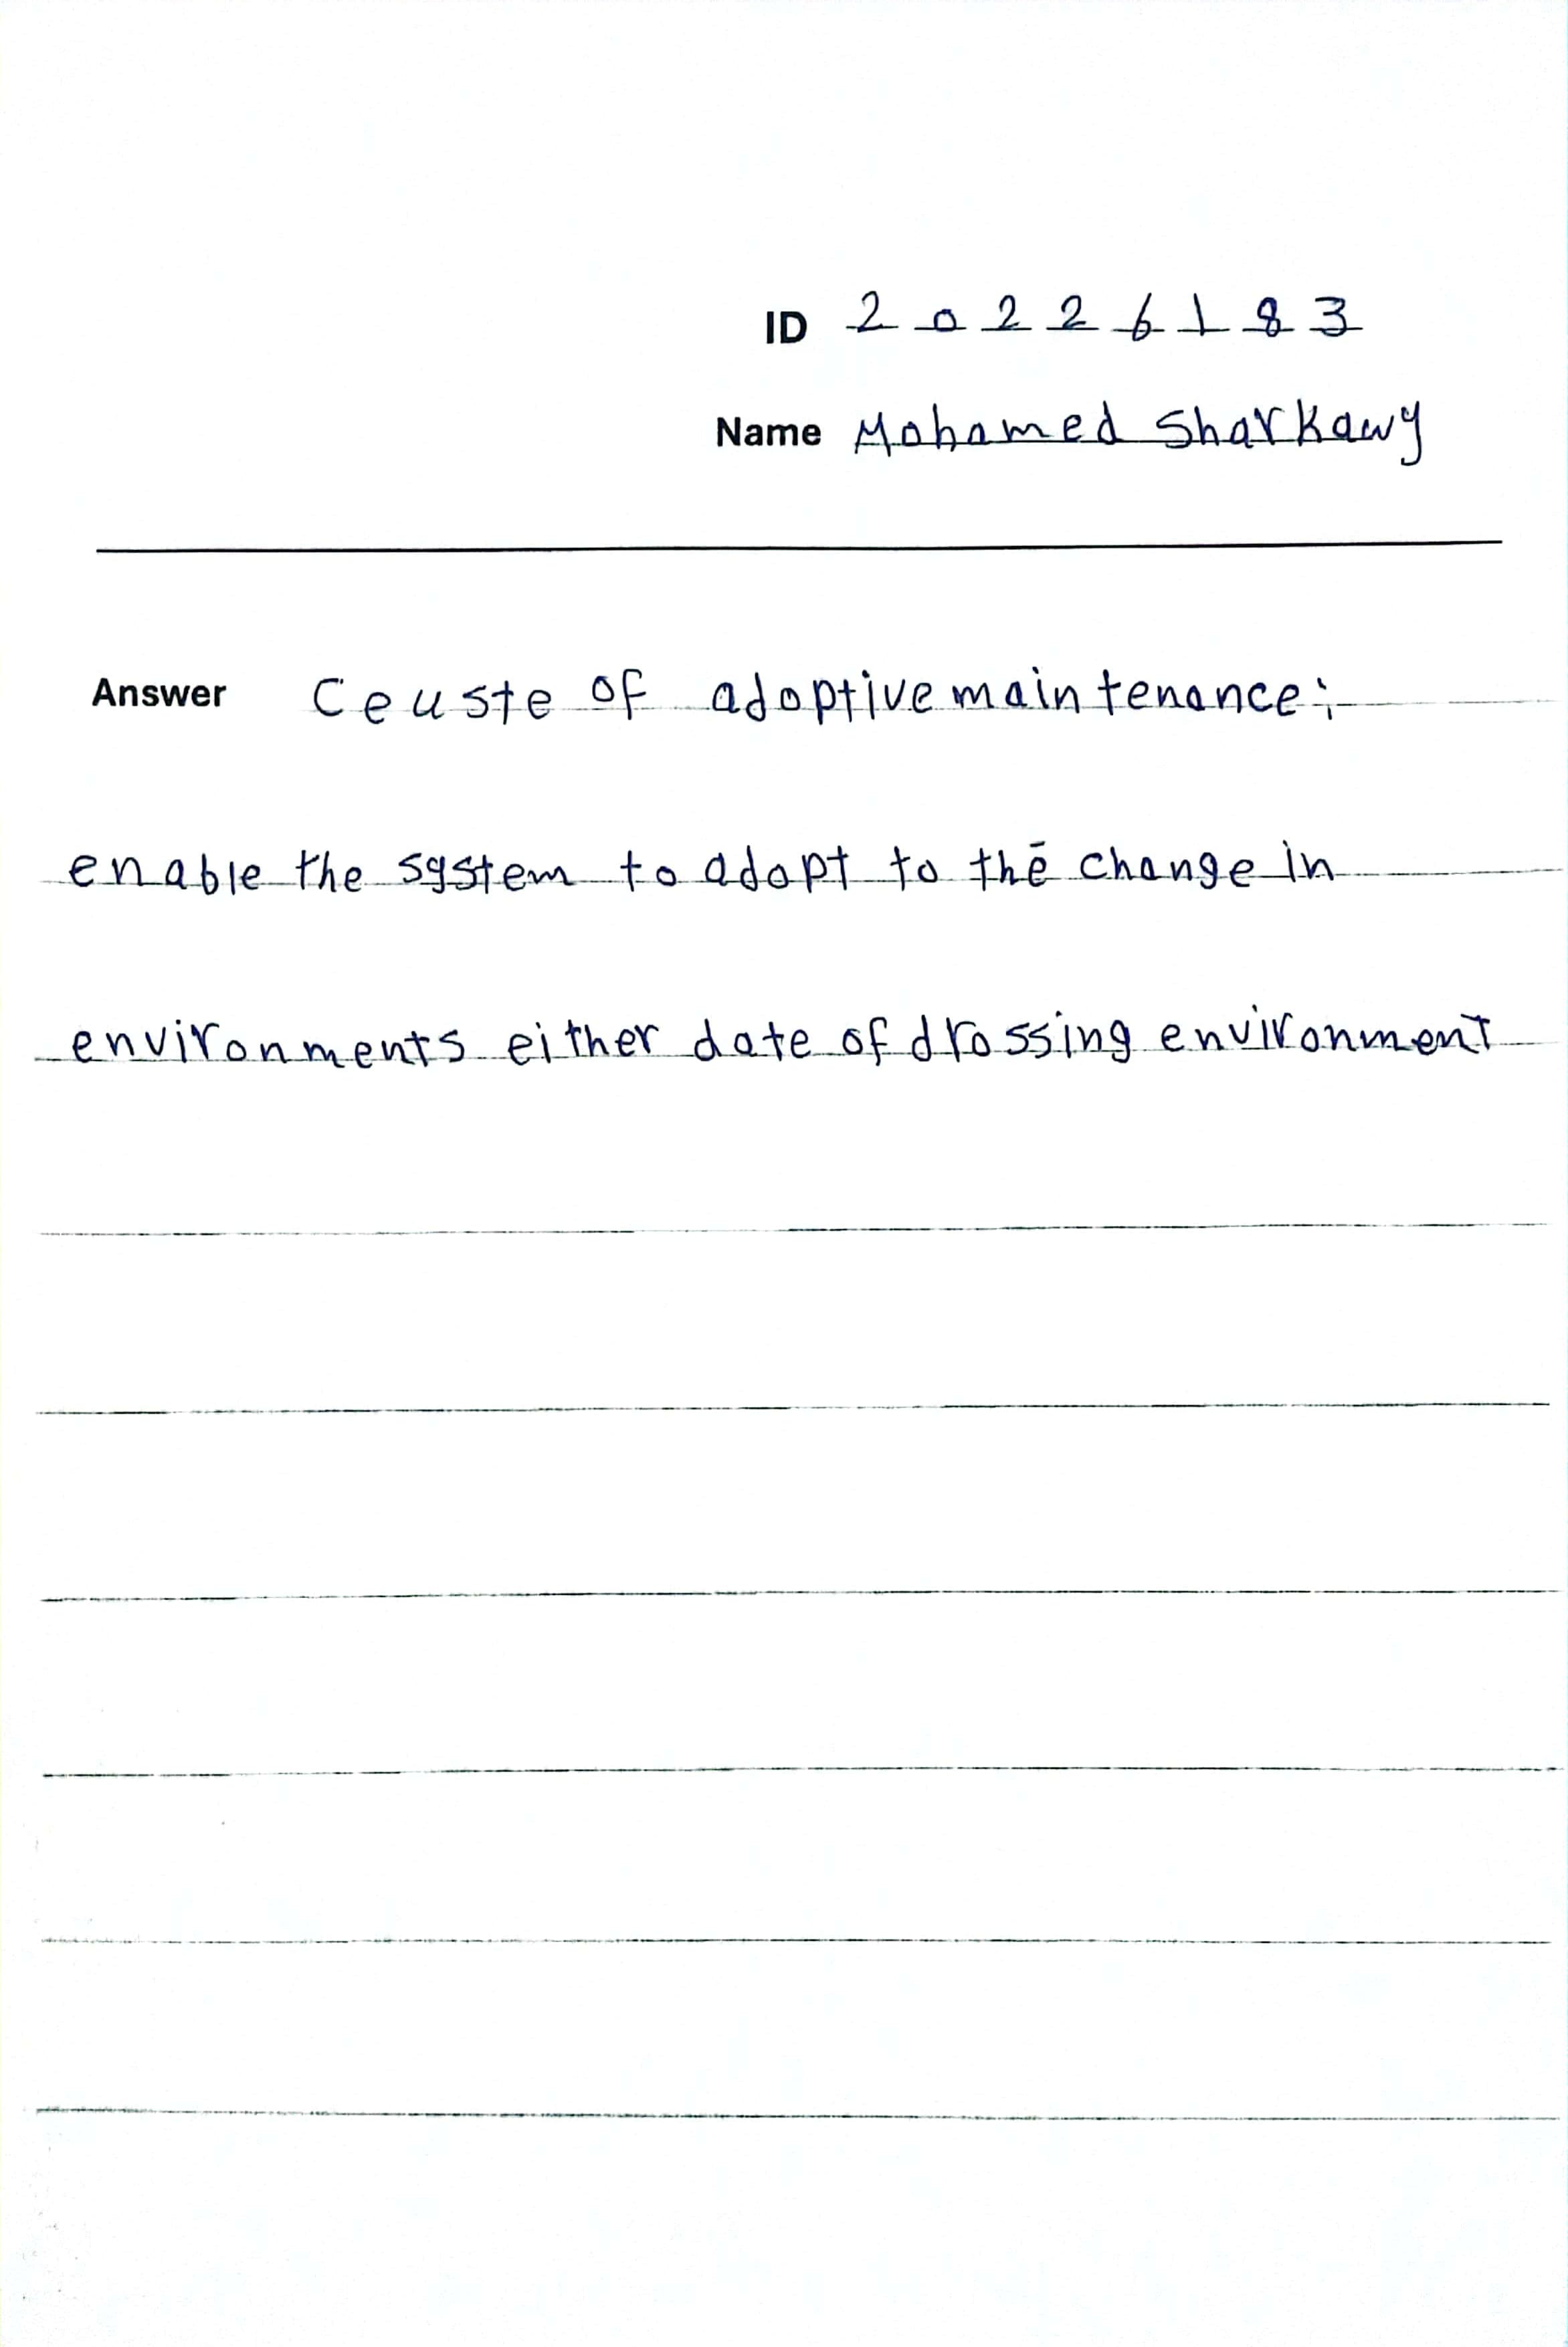 ID 20226183
Name Mohamed Sharkawy
Answer Ceuste of adoptive maintenance:
enable the system to adopt to the change in
environments either date of drossing environment